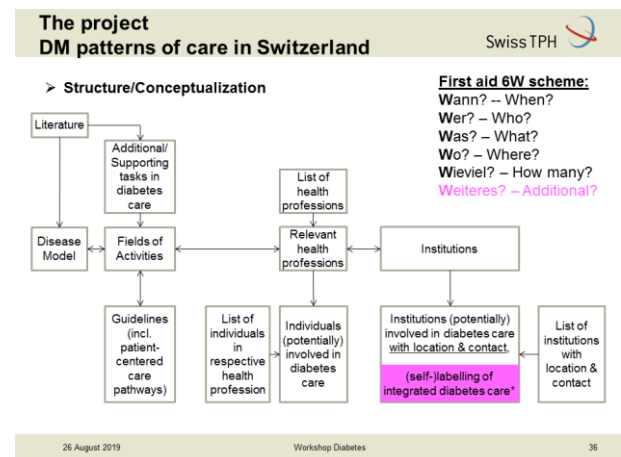 The project
DM patterns of care in Switzerland
Swiss TPH
➢ Structure/Conceptualization
First aid 6W scheme:
Wann? -- When?
Wer? – Who?
Was? – What?
Wo? – Where?
Wieviel? – How many?
Weiteres? – Additional?
Literature
Additional/
Supporting
tasks in
diabetes
care
List of
health
professions
Disease
Model
Fields of
Activities
Relevant
health
professions
Institutions
Guidelines
(incl.
patient-
centered
care
pathways)
List of
individuals
in
respective
health
profession
Individuals
(potentially)
involved in
diabetes
care
Institutions (potentially)
involved in diabetes care
with location & contact,
(self-)labelling of
integrated diabetes care*
List of
institutions
with
location &
contact
26 August 2019
Workshop Diabetes
36